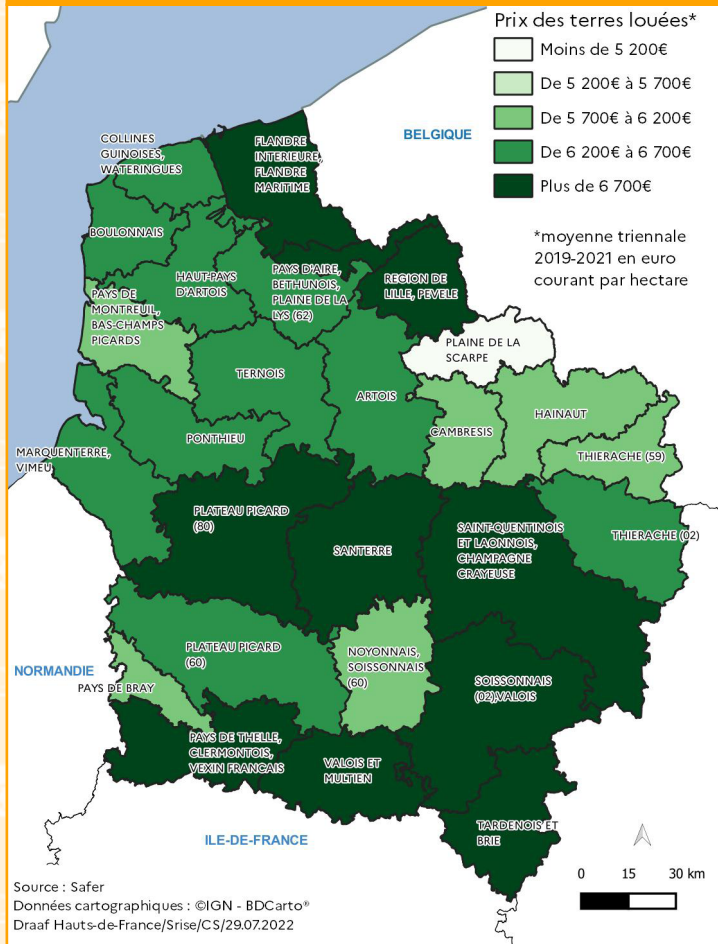 Prix des terres louées*
Moins de 5 200€
De 5 200€ à 5 700€
De 5 700€ à 6 200€
De 6 200€ à 6 700€
Plus de 6 700€
*moyenne triennale
2019-2021 en euro
courant par hectare
BELGIQUE
COLLINES
GUINOISES,
WATERINGUES
FLANDRE
INTERIEURE,
FLANDRE
MARITIME
BOULONNAIS
HAUT-PAYS
D'ARTOIS
PAYS D'AIRE,
BETHUNOIS,
PLAINE DE LA
LYS (62)
REGION DE
LILLE, PEVELE
PAYS DE
MONTREUIL,
BAS-CHAMPS
PICARDS
PLAINE DE LA
SCARPE
TERNOIS
ARTOIS
HAINAUT
CAMBRESIS
PONTHIEU
MARQUENTERRE,
VIMEU
THIERACHE (59)
PLATEAU PICARD
(80)
SANTERRE
SAINT-QUENTINOIS
ET LAONNOIS,
CHAMPAGNE
CRAYEUSE
THIERACHE (02)
PLATEAU PICARD
(60)
NOYONNAIS,
SOISSONNAIS
(60)
NORMANDIE
PAYS DE BRAY
SOISSONNAIS
(02),VALOIS
PAYS DE THELLE,
CLERMONTOIS,
VEXIN FRANCAIS
VALOIS ET
MULTIEN
TARDENOIS ET
BRIE
ILE-DE-FRANCE
0 15 30 km
Source : Safer
Données cartographiques : ©IGN - BDCarto®
Draaf Hauts-de-France/Srise/CS/29.07.2022